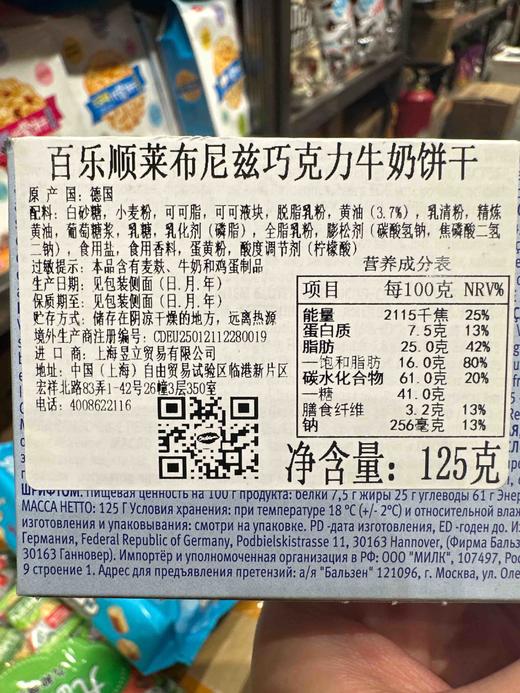 百乐顺莱布尼兹巧克力牛奶饼干
原 产 国：德国
配料：白砂糖，小麦粉，可可脂，可可液块，脱脂乳粉，黄油（3.7%），乳清粉，精炼
黄油，葡萄糖浆，乳糖，乳化剂（磷脂），全脂乳粉，膨松剂（碳酸氢钠，焦磷酸二氢
二钠），食用盐，食用香料，蛋黄粉，酸度调节剂（柠檬酸）
过敏提示：本品含有麦麸、牛奶和鸡蛋制品
生产日期：见包装侧面（日.月.年）
保质期至：见包装侧面（日.月.年）
贮存方式：储存在阴凉干燥的地方，远离热源
境外生产商注册编号：CDEU25012112280019
进 口 商：上海昱立贸易有限公司
地址：中国（上海）自由贸易试验区临港新片区
宏祥北路83弄1-42号26幢3层350室
电话：4008622116
营养成分表
项目 每100克 NRV%
能量 2115千焦 25%
蛋白质 7.5克 13%
脂肪 25.0克 42%
—饱和脂肪 16.0克 80%
碳水化合物 61.0克 20%
—糖 41.0克
膳食纤维 3.2克 13%
钠 256毫克 13%
净含量：125克
ШРИФТОМ. Пищевая ценность на 100 г продукта: белки 7,5 г жиры 25 г углеводы 61 г Энер
МАССА НЕТТО: 125 Г Условия хранения: при температуре 18 °C (+/- 2°C) и относительной влаж
изготовления и упаковывания: смотри на упаковке. PD -дата изготовления, ED -годен до. И
Германия, Federal Republic of Germany, Podbielskistrasse 11, 30163 Hannover, (Фирма Бальз
30163 Ганновер). Импортёр и уполномоченная организация в РФ: ООО "МИЛК", 107497, Рос
9 строение 1. Адрес для предъявления претензий: а/я "Бальзен" 121096, г. Москва, ул. Оле